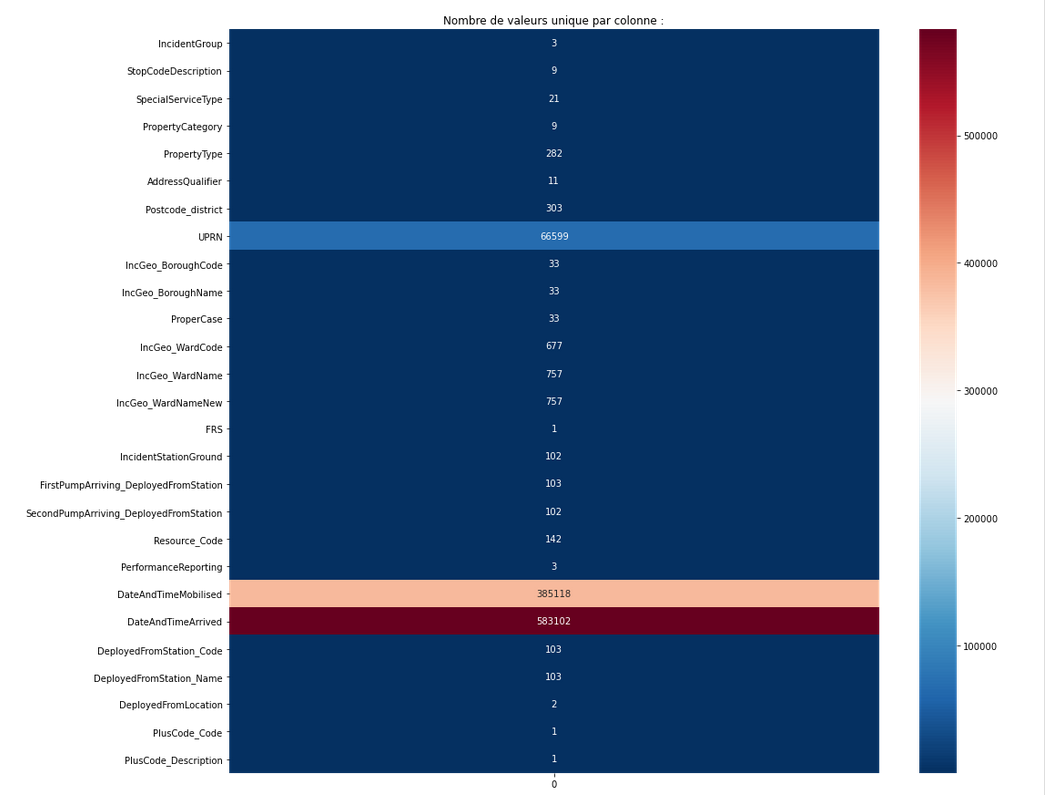 Nombre de valeurs unique par colonne :
IncidentGroup 3
StopCodeDescription 9
SpecialServiceType 21
PropertyCategory 9
PropertyType 282
AddressQualifier 11
Postcode_district 303
UPRN 66599
IncGeo_BoroughCode 33
IncGeo_BoroughName 33
ProperCase 33
IncGeo_WardCode 677
IncGeo_WardName 757
IncGeo_WardNameNew 757
FRS 1
IncidentStationGround 102
FirstPumpArriving_DeployedFromStation 103
SecondPumpArriving_DeployedFromStation 102
Resource_Code 142
PerformanceReporting 3
DateAndTimeMobilised 385118
DateAndTimeArrived 583102
DeployedFromStation_Code 103
DeployedFromStation_Name 103
DeployedFromLocation 2
PlusCode_Code 1
PlusCode_Description 1
0
500000
400000
300000
200000
100000